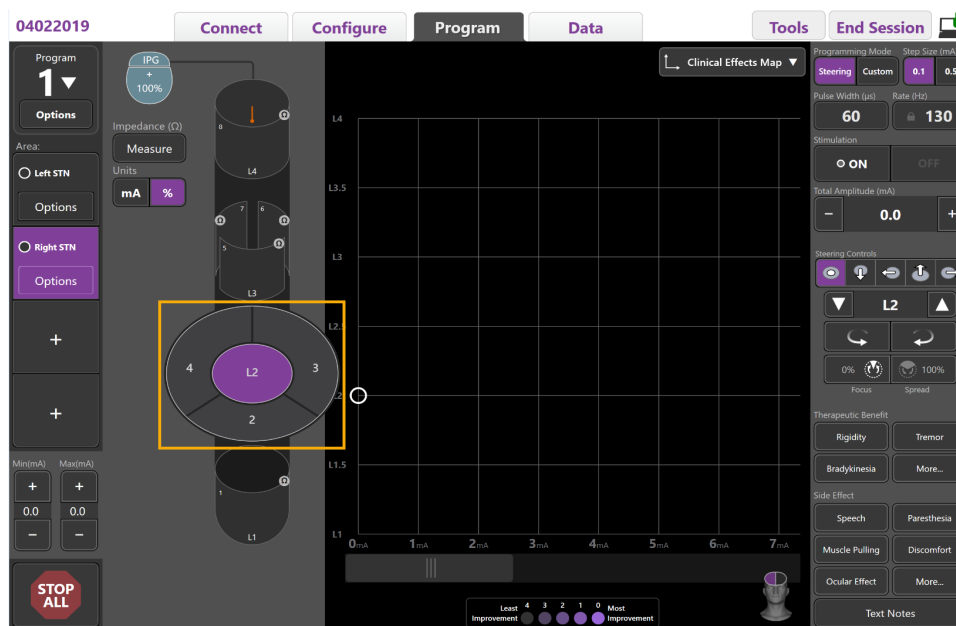 04022019
Connect
Configure
Program
Data
Tools
End Session
Program
1
Options
Area:
Left STN
Options
Right STN
Options
+
+
Min(mA) Max(mA)
+ +
0.0 0.0
− −
STOP
ALL
IPG
+
100%
Impedance (Ω)
Measure
Units
mA %
8
Ω
L4
7 6
Ω Ω
5 Ω
L3
4 L2 3
2
Ω
1
L1
Clinical Effects Map
L4
L3.5
L3
L2.5
L2
L1.5
L1
0mA 1mA 2mA 3mA 4mA 5mA 6mA 7mA
Least 4 3 2 1 0 Most
Improvement Improvement
Programming Mode Step Size (mA
Steering Custom 0.1 0.5
Pulse Width (µs) Rate (Hz)
60 130
Stimulation
ON OFF
Total Amplitude (mA)
− 0.0 +
Steering Controls
L2
0% 100%
Focus Spread
Therapeutic Benefit
Rigidity Tremor
Bradykinesia More...
Side Effect
Speech Paresthesia
Muscle Pulling Discomfort
Ocular Effect More...
Text Notes